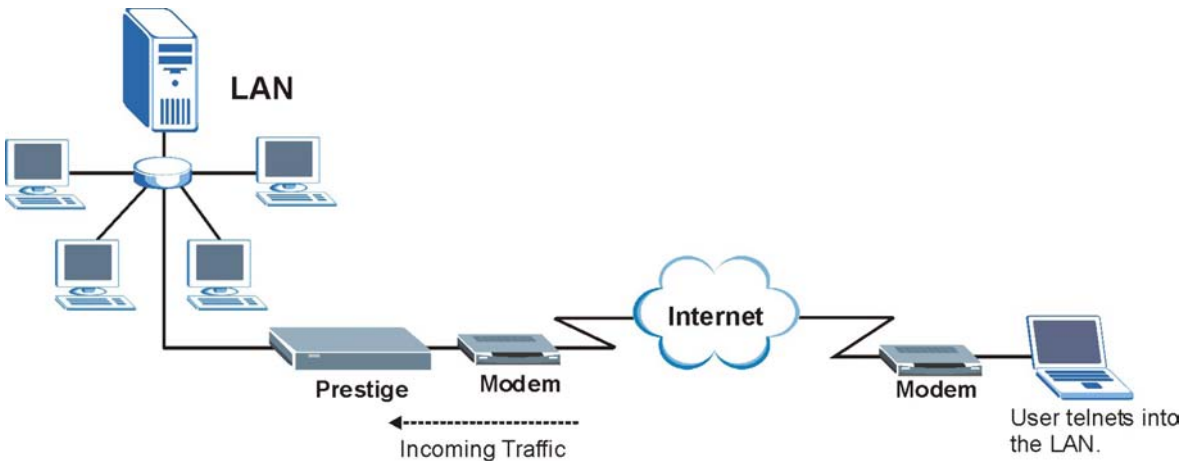 LAN
Internet
Prestige
Modem
Modem
Incoming Traffic
User telnets into
the LAN.